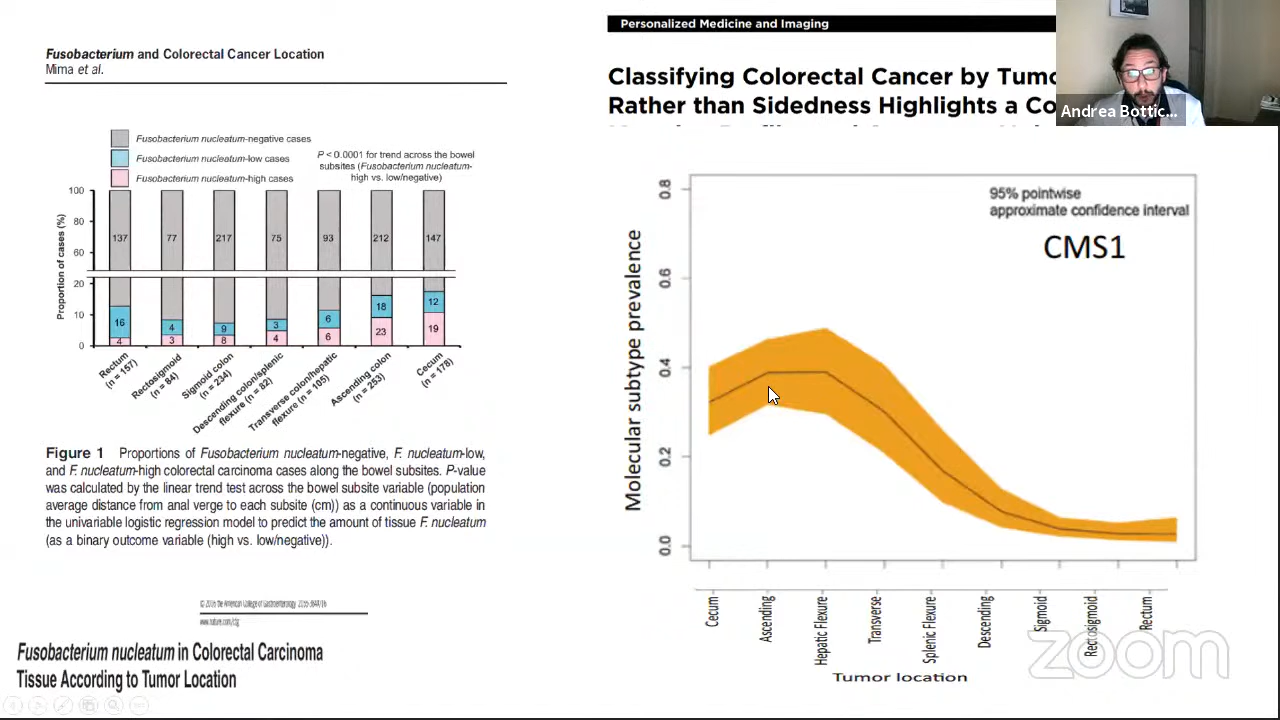 Fusobacterium and Colorectal Cancer Location
Mima et al.
Fusobacterium nucleatum-negative cases
Fusobacterium nucleatum-low cases
Fusobacterium nucleatum-high cases
P < 0.0001 for trend across the bowel
subsites (Fusobacterium nucleatum-
high vs. low/negative)
Proportion of cases (%)
100
80
60
20
10
0
137 77 217 75 93 212 147
16 4 9 3 6 18 12
4 3 8 4 6 23 19
Rectum
(n = 157)
Rectosigmoid
(n = 84)
Sigmoid colon
(n = 234)
Descending colon/splenic
flexure (n = 82)
Transverse colon/hepatic
flexure (n = 105)
Ascending colon
(n = 253)
Cecum
(n = 178)
Figure 1 Proportions of Fusobacterium nucleatum-negative, F. nucleatum-low,
and F. nucleatum-high colorectal carcinoma cases along the bowel subsites. P-value
was calculated by the linear trend test across the bowel subsite variable (population
average distance from anal verge to each subsite (cm)) as a continuous variable in
the univariable logistic regression model to predict the amount of tissue F. nucleatum
(as a binary outcome variable (high vs. low/negative)).
Fusobacterium nucleatum in Colorectal Carcinoma
Tissue According to Tumor Location
Personalized Medicine and Imaging
Classifying Colorectal Cancer by Tumo
Rather than Sidedness Highlights a Co
Andrea Bottic...
95% pointwise
approximate confidence interval
CMS1
Molecular subtype prevalence
0.8
0.6
0.4
0.2
0.0
Cecum
Ascending
Hepatic Flexure
Transverse
Splenic Flexure
Descending
Sigmoid
Rectosigmoid
Rectum
Tumor location
zoom